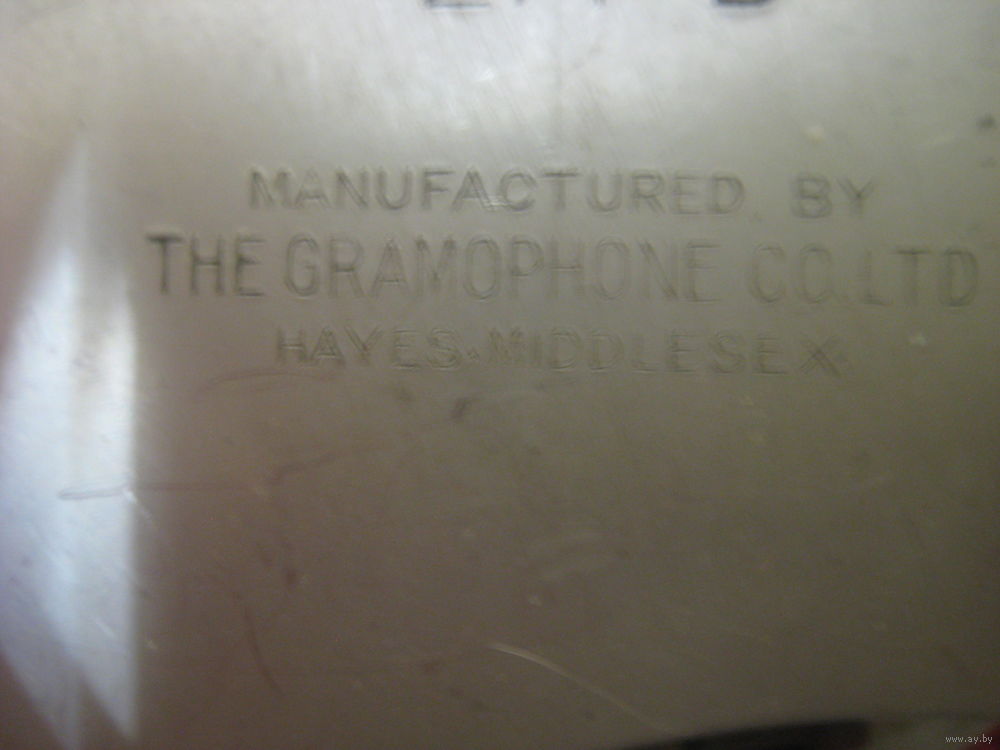 MANUFACTURED BY
THE GRAMOPHONE CO. LTD
HAYES. MIDDLESEX
www.ay.by